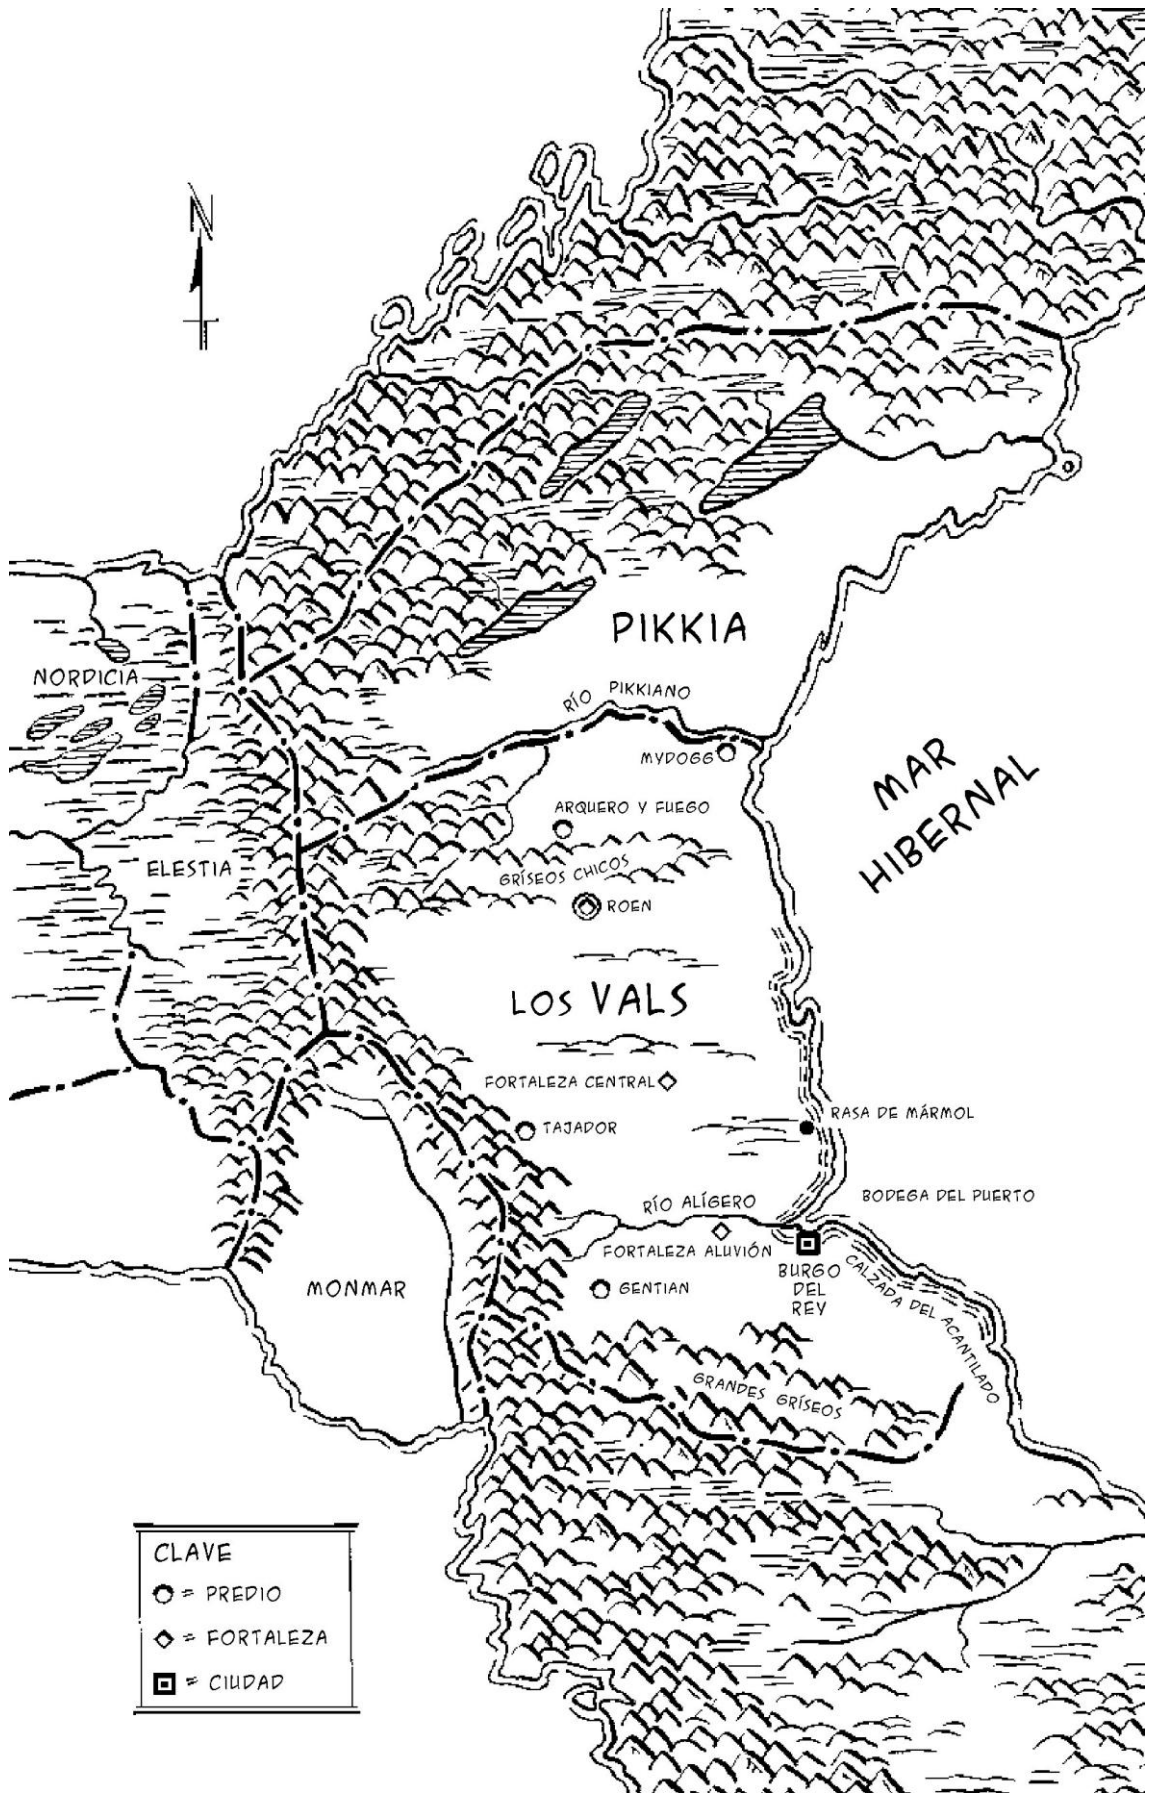 N
PIKKIA
NORDICIA
RÍO PIKKIANO
MYDOGG
MAR
HIBERNAL
ARQUERO Y FUEGO
ELESTIA
GRÍSEOS CHICOS
ROEN
LOS VALS
FORTALEZA CENTRAL
TAJADOR
RASA DE MÁRMOL
BODEGA DEL PUERTO
RÍO ALÍGERO
FORTALEZA ALUVIÓN
BURGO
DEL
REY
CALZADA DEL ACANTILADO
MONMAR
GENTIAN
GRANDES GRÍSEOS
CLAVE
= PREDIO
= FORTALEZA
= CIUDAD